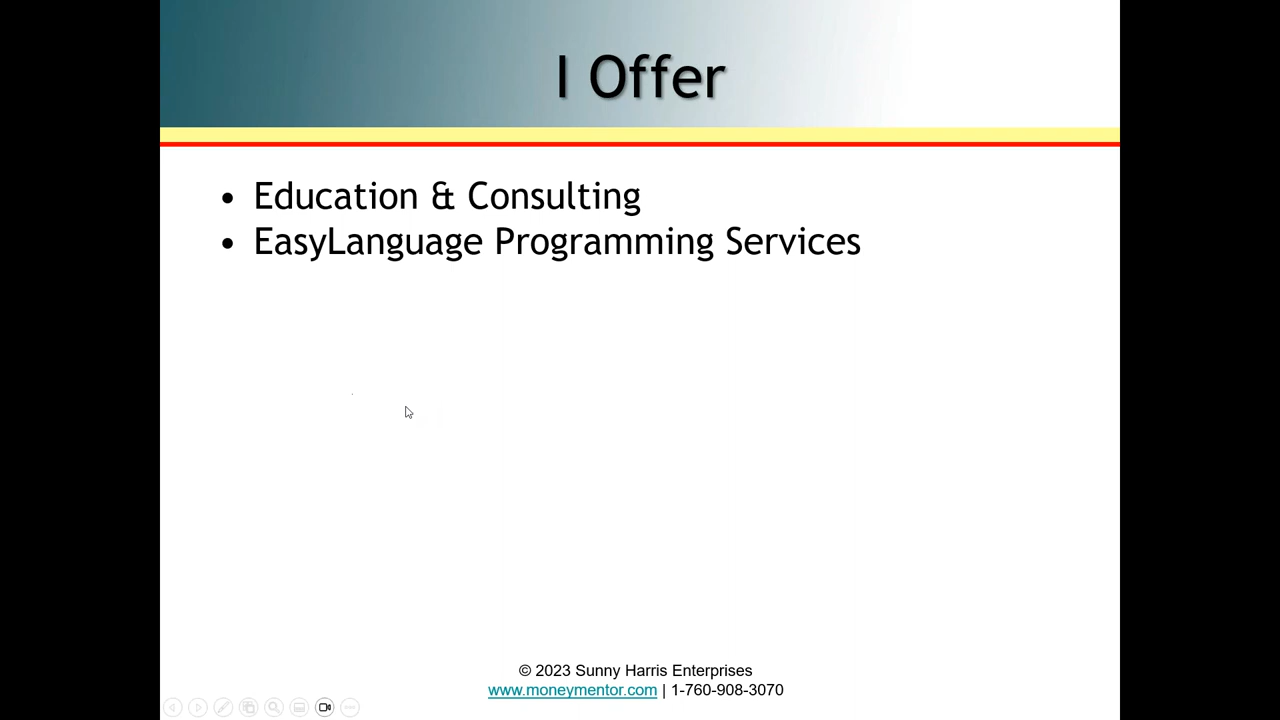 I Offer
• Education & Consulting
• EasyLanguage Programming Services
© 2023 Sunny Harris Enterprises
www.moneymentor.com | 1-760-908-3070